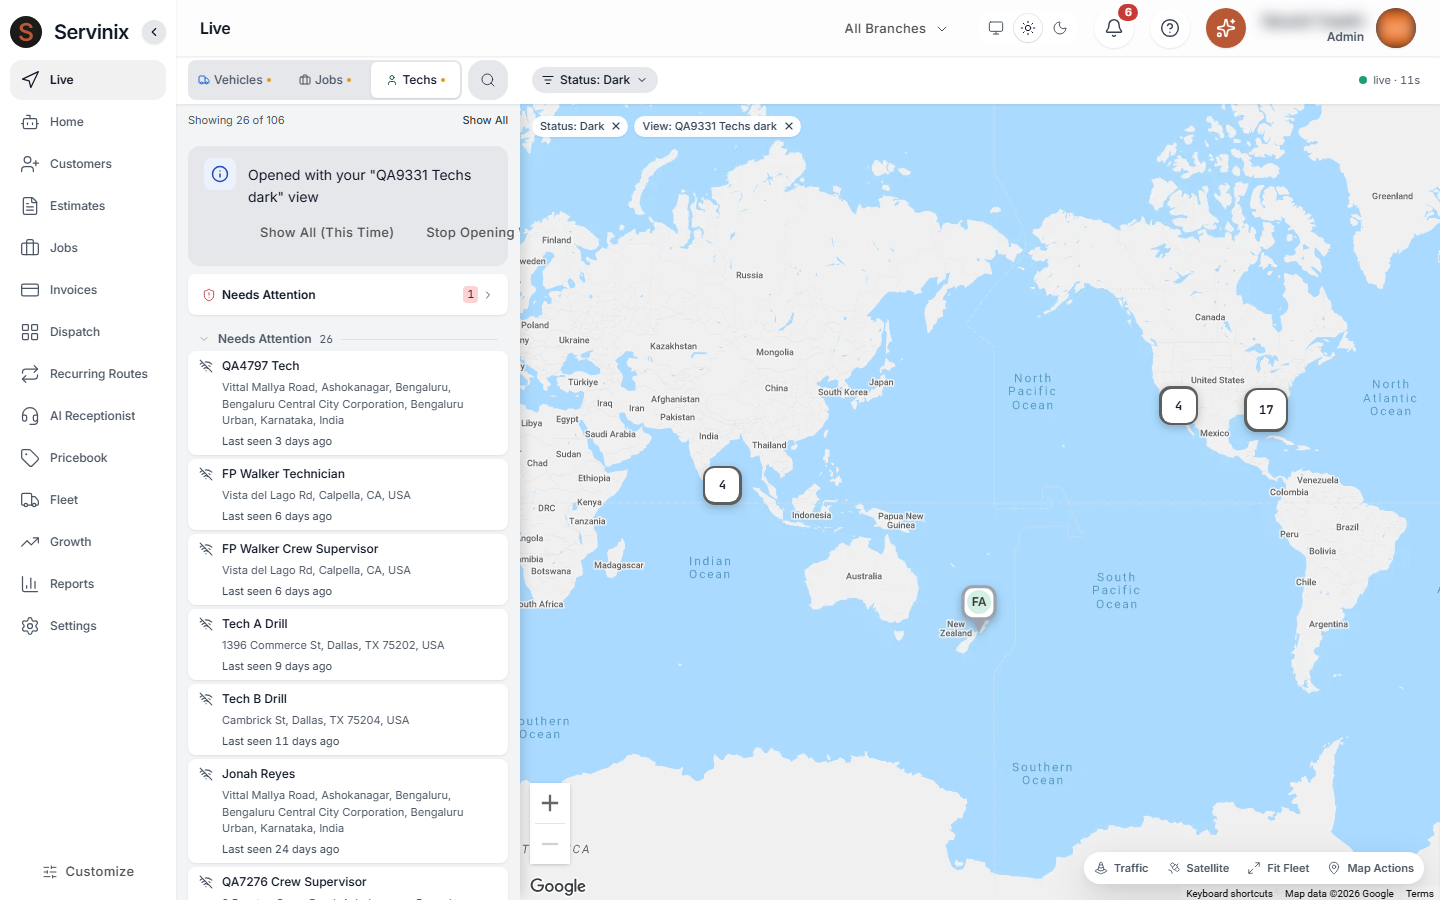 Servinix
Live
Home
Customers
Estimates
Jobs
Invoices
Dispatch
Recurring Routes
AI Receptionist
Pricebook
Fleet
Growth
Reports
Settings
Customize
Live
All Branches
6
Admin
Vehicles
Jobs
Techs
Status: Dark
live · 11s
Showing 26 of 106
Show All
Opened with your "QA9331 Techs
dark" view
Show All (This Time)
Stop Opening
Needs Attention
1
Needs Attention 26
QA4797 Tech
Vittal Mallya Road, Ashokanagar, Bengaluru,
Bengaluru Central City Corporation, Bengaluru
Urban, Karnataka, India
Last seen 3 days ago
FP Walker Technician
Vista del Lago Rd, Calpella, CA, USA
Last seen 6 days ago
FP Walker Crew Supervisor
Vista del Lago Rd, Calpella, CA, USA
Last seen 6 days ago
Tech A Drill
1396 Commerce St, Dallas, TX 75202, USA
Last seen 9 days ago
Tech B Drill
Cambrick St, Dallas, TX 75204, USA
Last seen 11 days ago
Jonah Reyes
Vittal Mallya Road, Ashokanagar, Bengaluru,
Bengaluru Central City Corporation, Bengaluru
Urban, Karnataka, India
Last seen 24 days ago
QA7276 Crew Supervisor
Status: Dark
View: QA9331 Techs dark
Greenland
Finland
weden
Russia
Canada
Poland
ny
Ukraine
Kazakhstan
Mongolia
Türkiye
China
Japan
South Korea
North
Pacific
Ocean
United States
North
Atlantic
Ocean
Iraq
Iran
Afghanistan
Pakistan
Libya
Egypt
Saudi Arabia
India
Thailand
Mexico
4
17
Chad
Sudan
Ethiopia
4
Venezuela
Colombia
DRC
Kenya
Tanzania
Indonesia
Papua New
Guinea
Peru
Brazil
ngola
Bolivia
mibia
Botswana
Madagascar
Indian
Ocean
Australia
South
Pacific
Ocean
Chile
outh Africa
FA
New
Zealand
Argentina
outhern
Ocean
Southern
Ocean
T
CA
Google
Traffic
Satellite
Fit Fleet
Map Actions
Keyboard shortcuts
Map data ©2026 Google
Terms